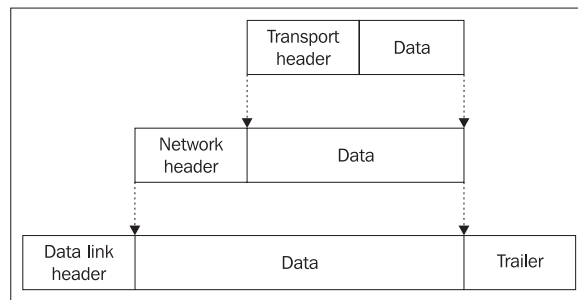 Transport
header
Data
Network
header
Data
Data link
header
Data
Trailer